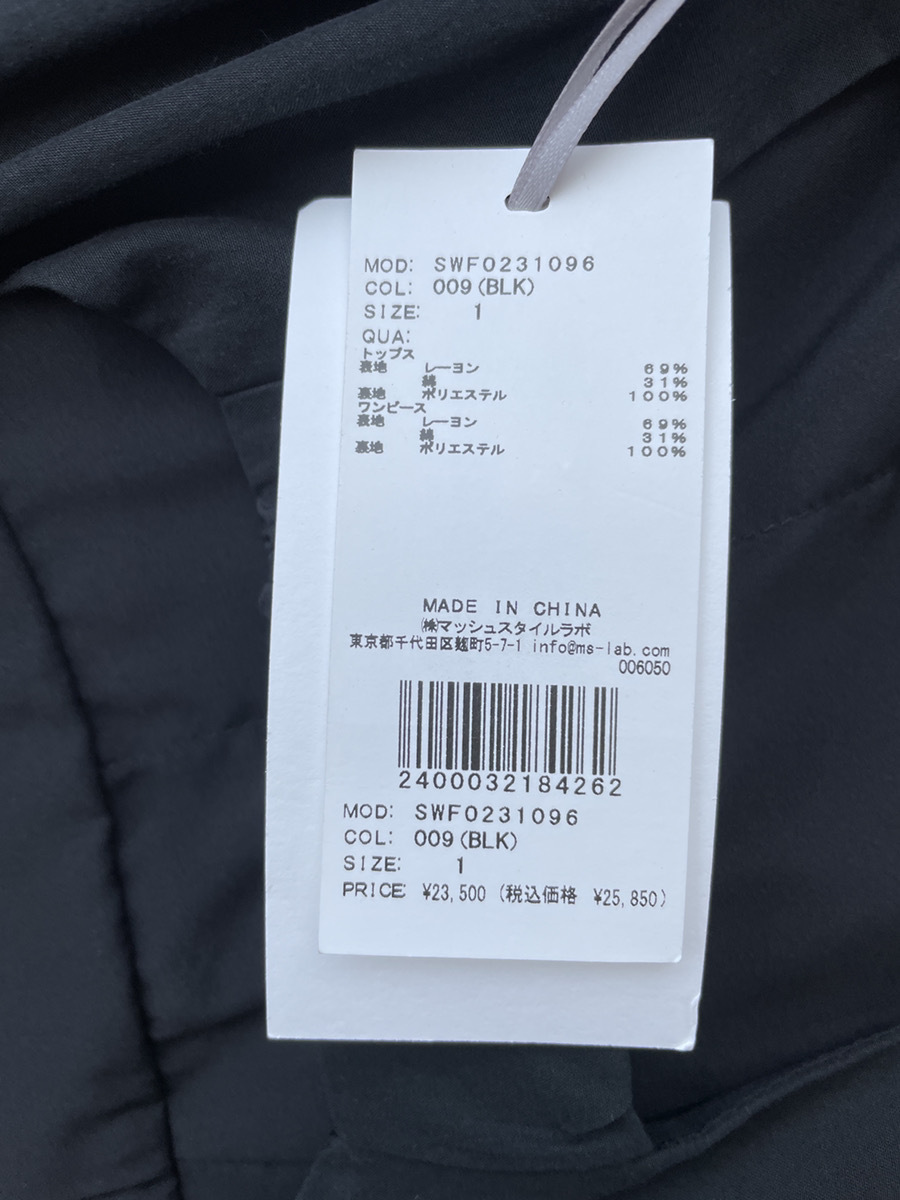 MOD: SWF0231096
COL: 009(BLK)
SIZE: 1
QUA:
トップス
表地 レーヨン 69%
綿 31%
裏地 ポリエステル 100%
ワンピース
表地 レーヨン 69%
綿 31%
裏地 ポリエステル 100%
MADE IN CHINA
㈱マッシュスタイルラボ
東京都千代田区麹町5-7-1 info@ms-lab.com
006050
2400032184262
MOD: SWF0231096
COL: 009(BLK)
SIZE: 1
PRICE: ¥23,500 (税込価格 ¥25,850)